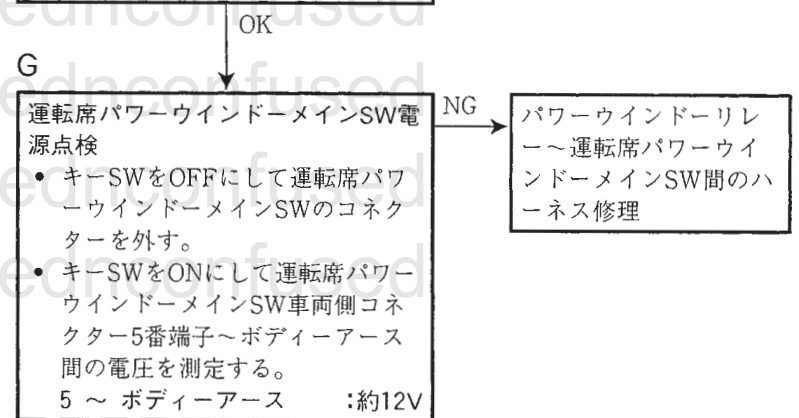 OK
G
運転席パワーウインドーメインSW電
源点検
• キーSWをOFFにして運転席パワ
ーウインドーメインSWのコネク
ターを外す。
• キーSWをONにして運転席パワー
ウインドーメインSW車両側コネ
クター5番端子～ボディーアース
間の電圧を測定する。
5 ～ ボディーアース :約12V
NG
パワーウインドーリレ
ー～運転席パワーウイ
ンドーメインSW間のハ
ーネス修理
ednconfused
ednconfused
ednconfused
ednconfused